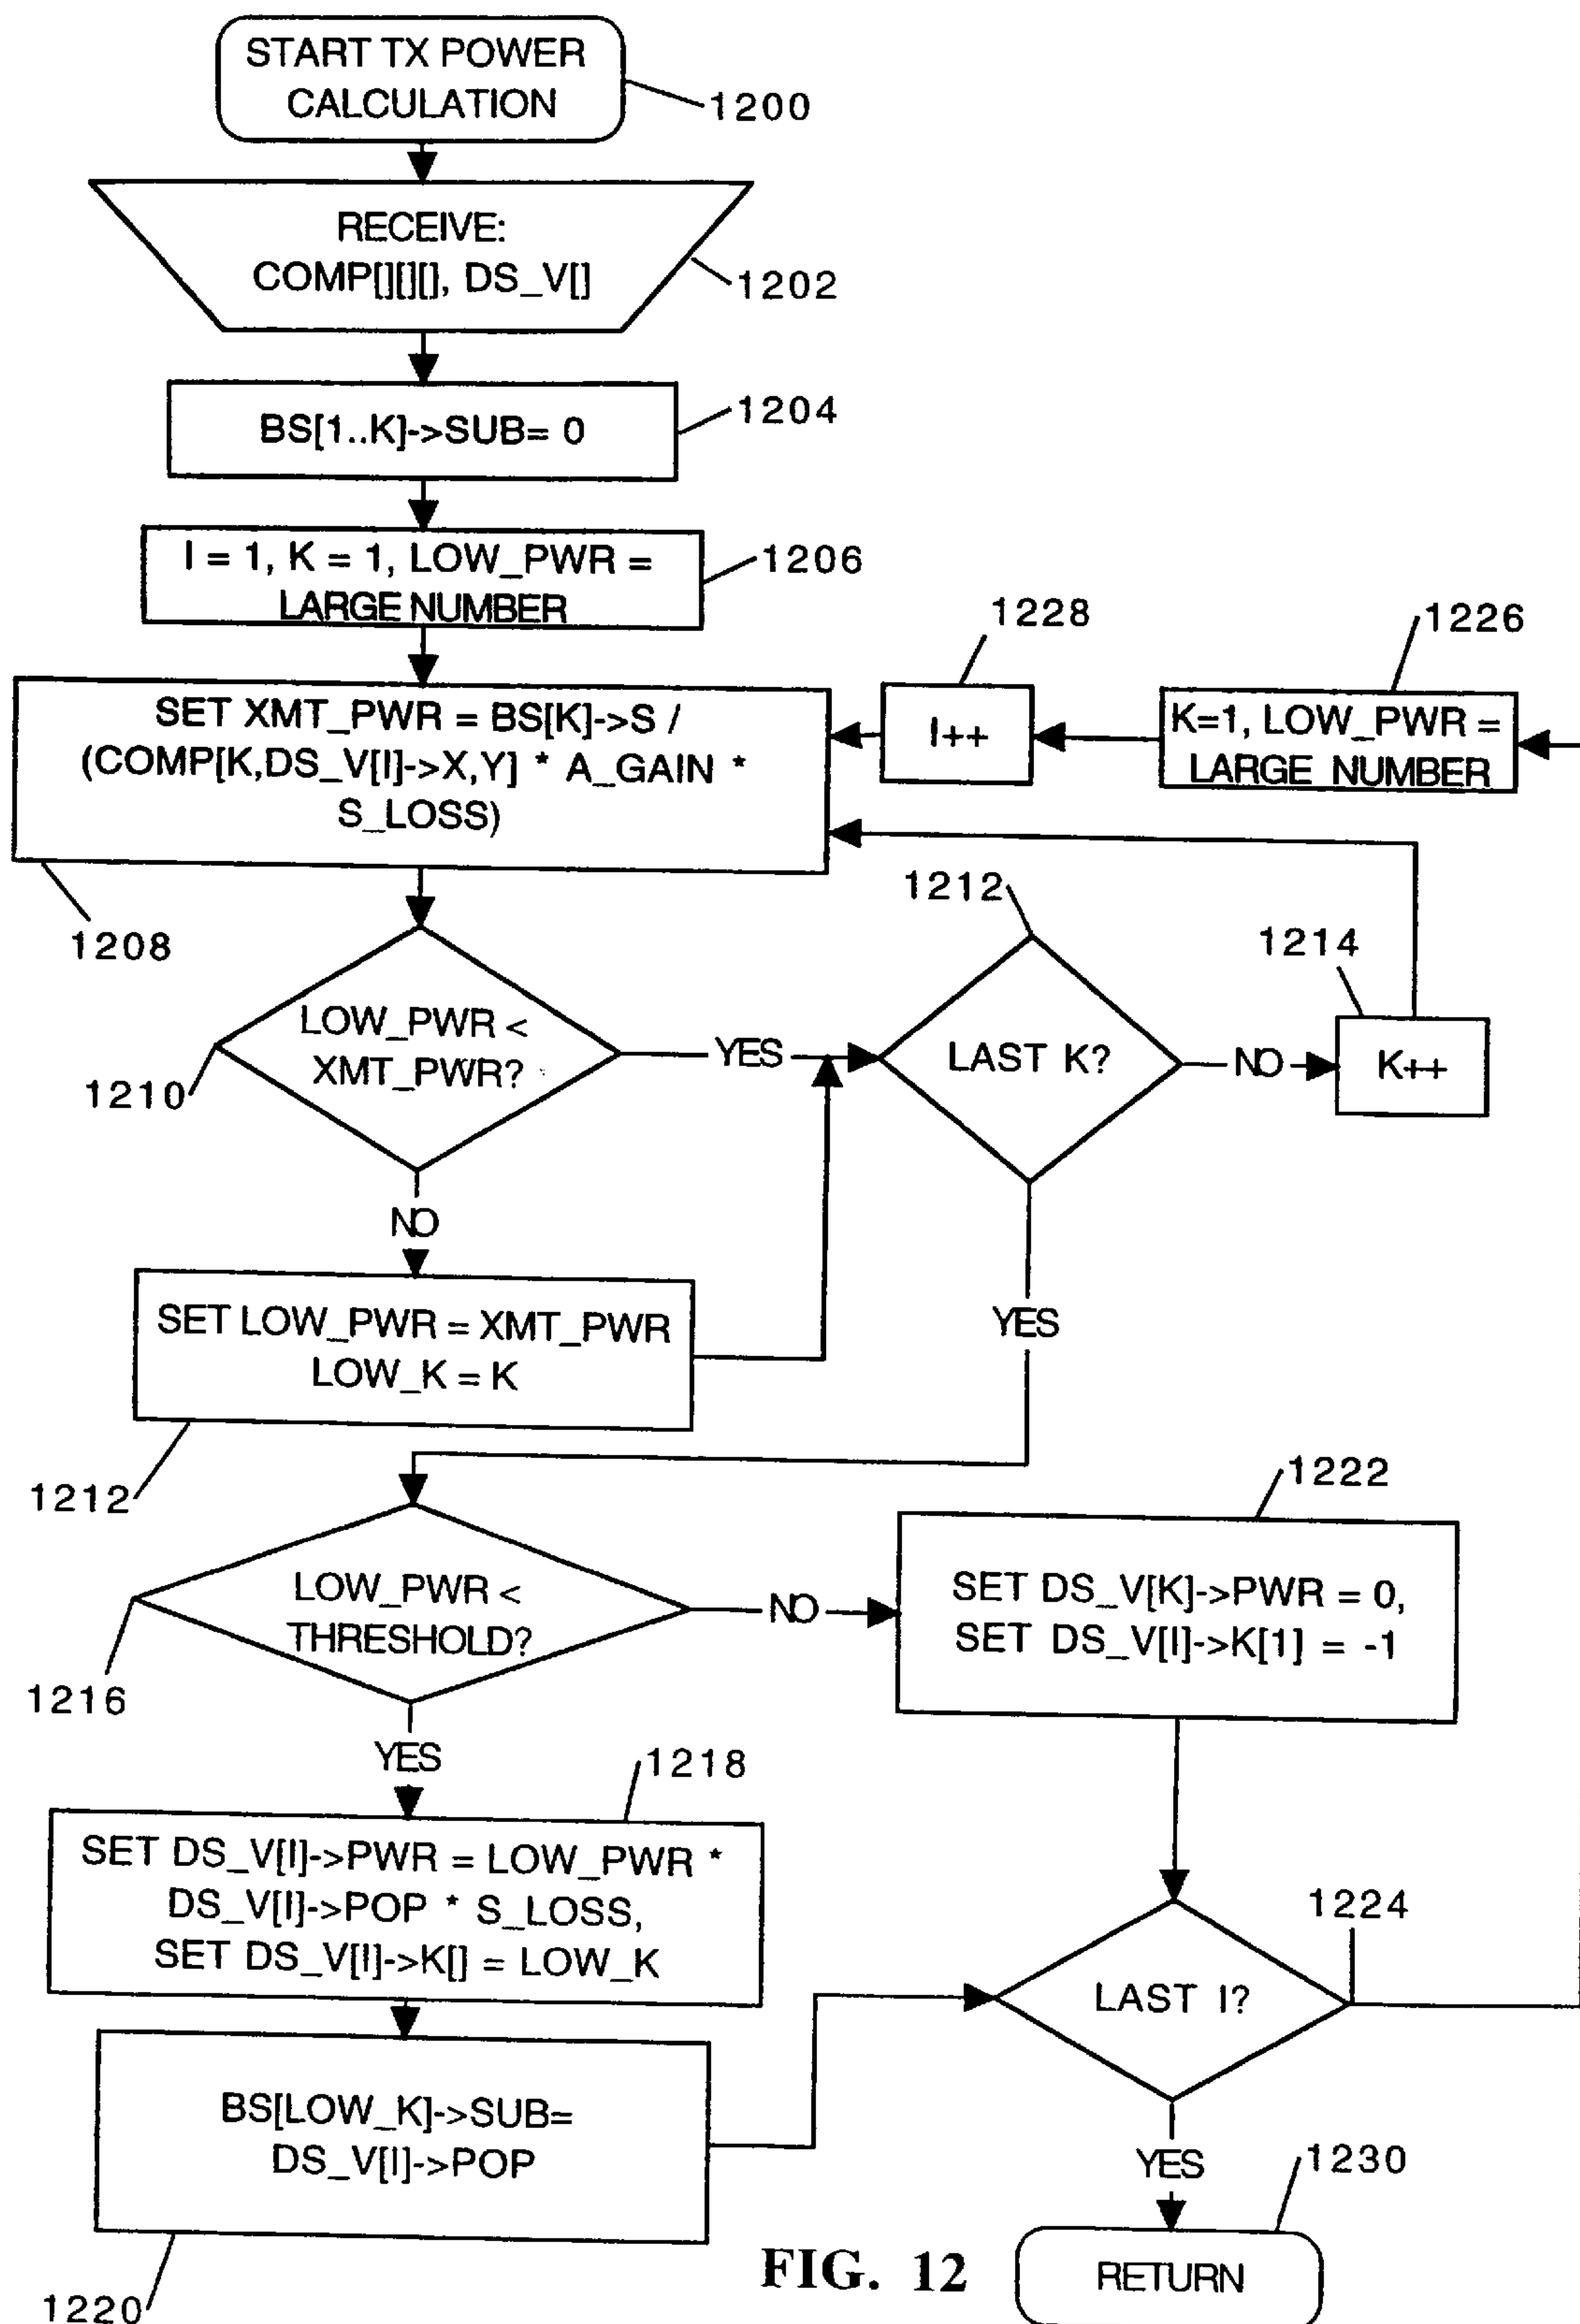 START TX POWER
CALCULATION
1200
RECEIVE:
COMP[][][], DS_V[]
1202
BS[1..K]->SUB= 0
1204
I = 1, K = 1, LOW_PWR =
LARGE NUMBER
1206
SET XMT_PWR = BS[K]->S /
(COMP[K,DS_V[I]->X,Y] * A_GAIN *
S_LOSS)
1208
1228
I++
1226
K=1, LOW_PWR =
LARGE NUMBER
LOW_PWR <
XMT_PWR?
1210
YES
1212
LAST K?
NO
1214
K++
NO
SET LOW_PWR = XMT_PWR
LOW_K = K
1212
YES
LOW_PWR <
THRESHOLD?
1216
NO
1222
SET DS_V[K]->PWR = 0,
SET DS_V[I]->K[1] = -1
YES
1218
SET DS_V[I]->PWR = LOW_PWR *
DS_V[I]->POP * S_LOSS,
SET DS_V[I]->K[] = LOW_K
1224
LAST I?
BS[LOW_K]->SUB=
DS_V[I]->POP
1220
YES
1230
RETURN
FIG. 12